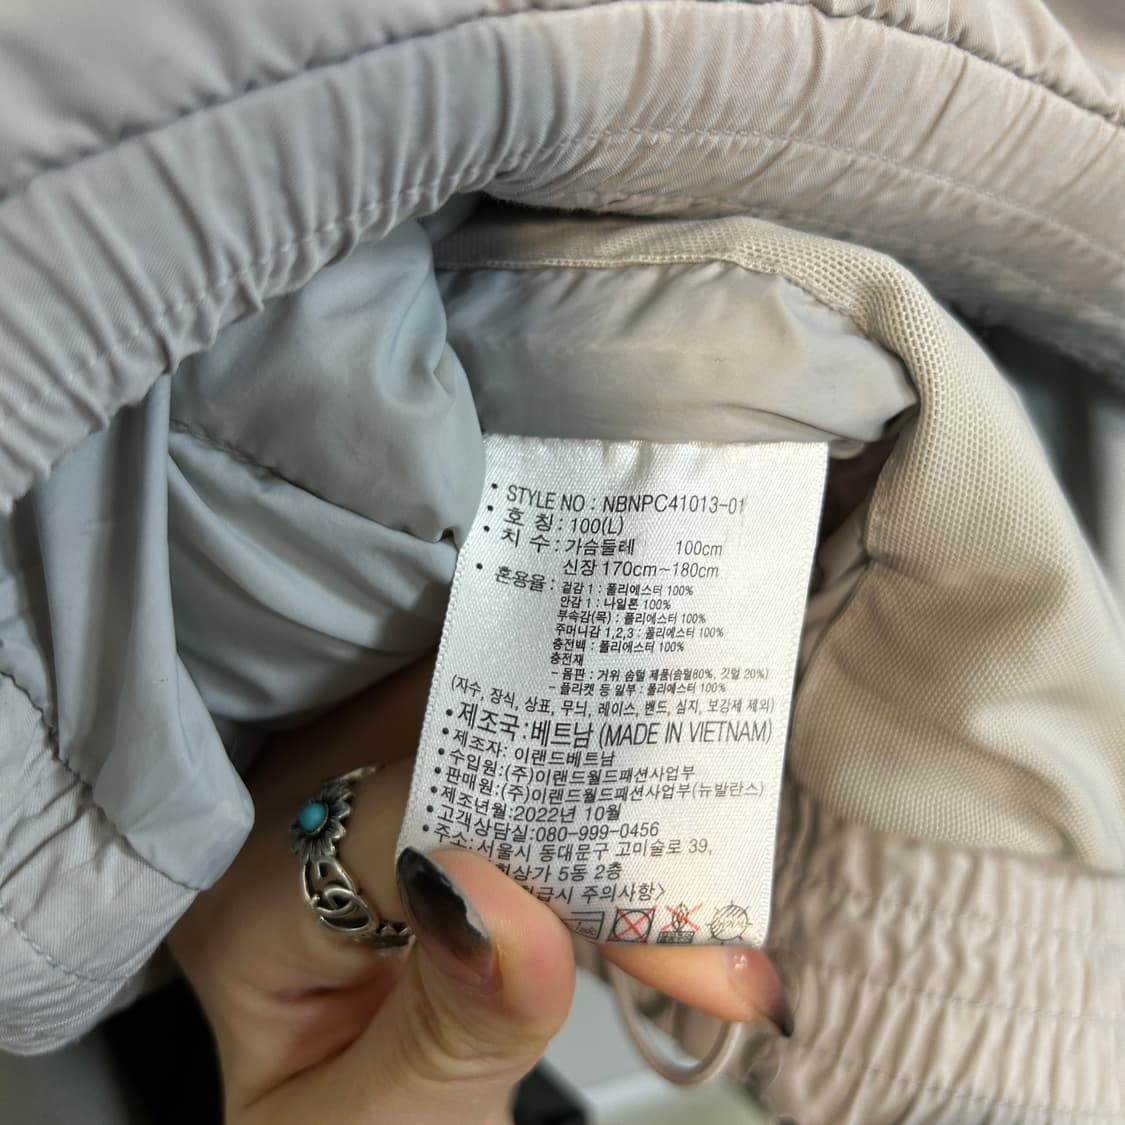 • STYLE NO : NBNPC41013-01
• 호 칭 : 100(L)
• 치 수 : 가슴둘레 100cm
신장 170cm~180cm
• 혼용율 : 겉감 1 : 폴리에스터 100%
안감 1 : 나일론 100%
부속감(목) : 폴리에스터 100%
주머니감 1,2,3 : 폴리에스터 100%
충전백 : 폴리에스터 100%
충전재
- 몸판 : 거위 솜털 제품(솜털80%, 깃털 20%)
- 플라켓 등 일부 : 폴리에스터 100%
(자수, 장식, 상표, 무늬, 레이스, 밴드, 심지, 보강세 제외)
• 제조국 : 베트남 (MADE IN VIETNAM)
• 제조자: 이랜드베트남
• 수입원:(주)이랜드월드패션사업부
• 판매원:(주)이랜드월드패션사업부(뉴발란스)
• 제조년월:2022년 10월
• 고객상담실:080-999-0456
• 주소: 서울시 동대문구 고미술로 39,
5동 2층
주의사항>